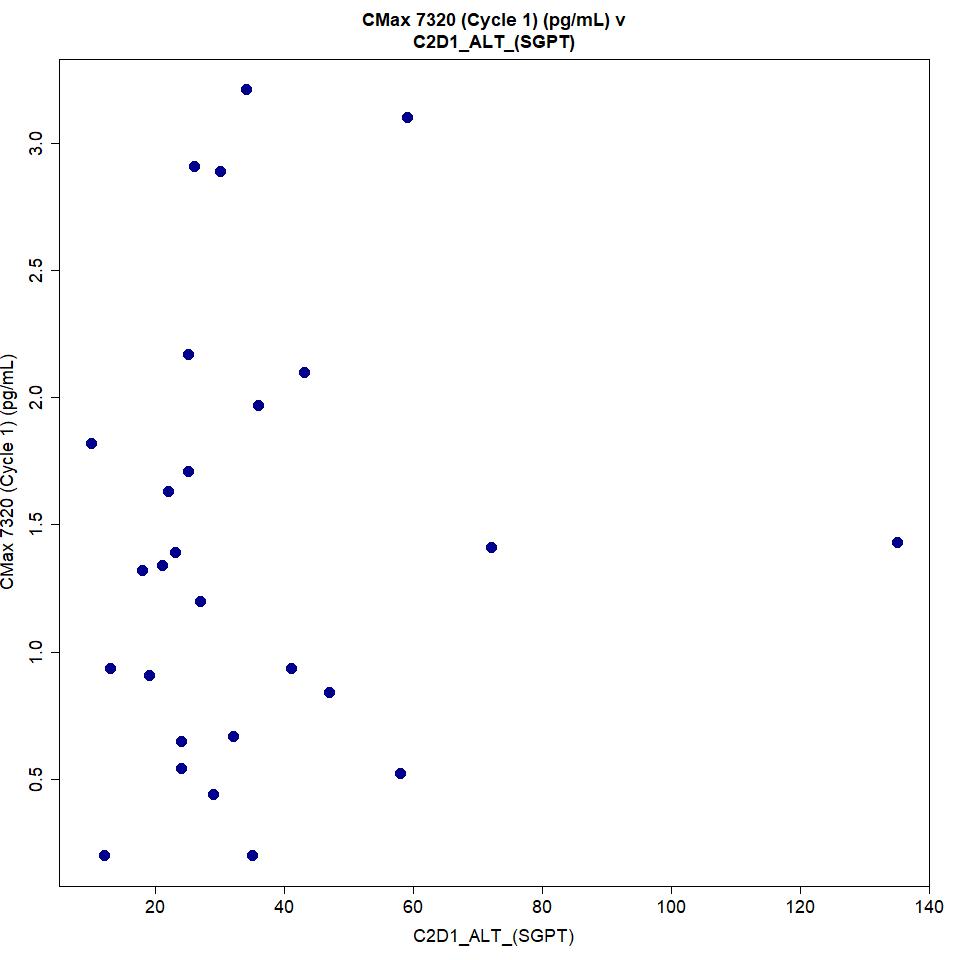 CMax 7320 (Cycle 1) (pg/mL) v
C2D1_ALT_(SGPT)
3.0
2.5
2.0
1.5
1.0
0.5
CMax 7320 (Cycle 1) (pg/mL)
20 40 60 80 100 120 140
C2D1_ALT_(SGPT)